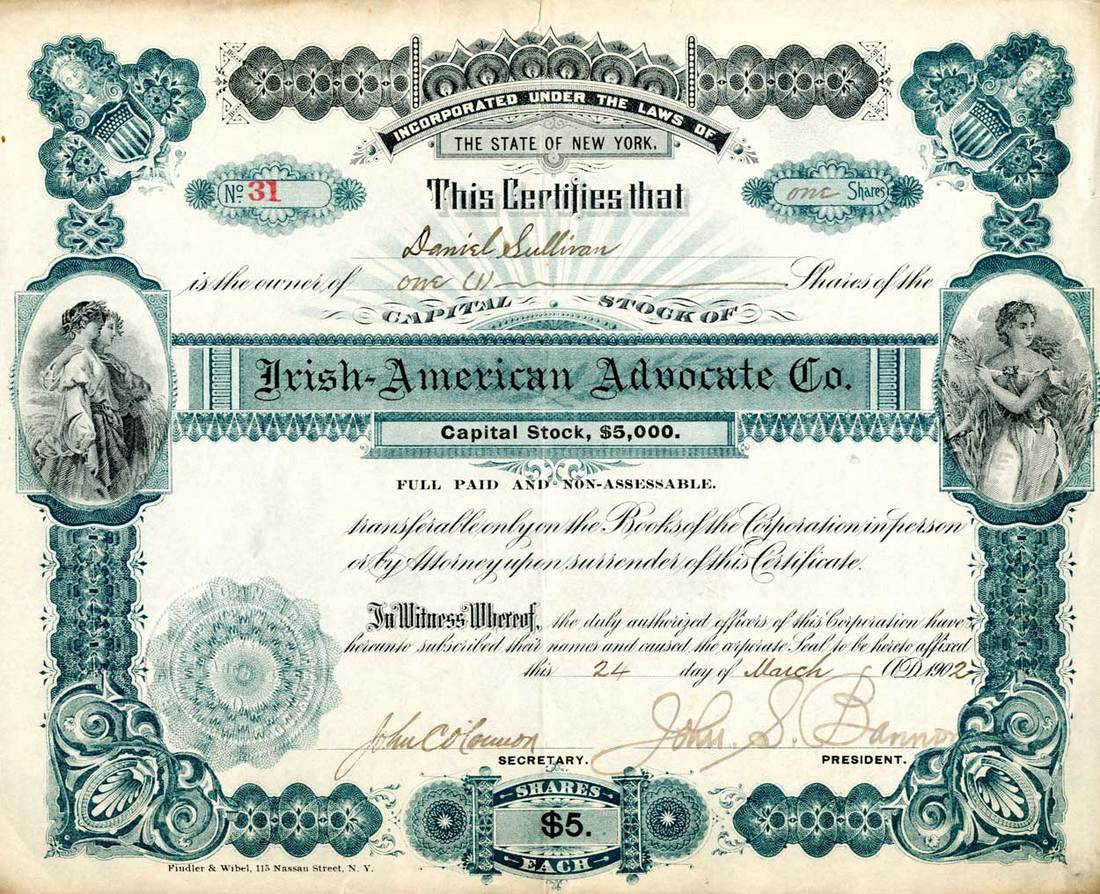 INCORPORATED UNDER THE LAWS OF
THE STATE OF NEW YORK.
No 31
This Certifies that
one Shares
Daniel Sullivan
is the owner of one (1) Shares of the
CAPITAL STOCK OF
Irish-American Advocate Co.
Capital Stock, $5,000.
FULL PAID AND NON-ASSESSABLE.
transferable only on the Books of the Corporation in person
or by Attorney upon surrender of this Certificate.
In Witness Whereof, the duly authorized officers of this Corporation have
hereunto subscribed their names and caused the corporate Seal to be hereto affixed
this 24 day of March A.D. 1902
John C O'Connor John S. Bannon
SECRETARY. PRESIDENT.
SHARES
$5.
EACH
Findler & Wibel, 115 Nassau Street, N. Y.